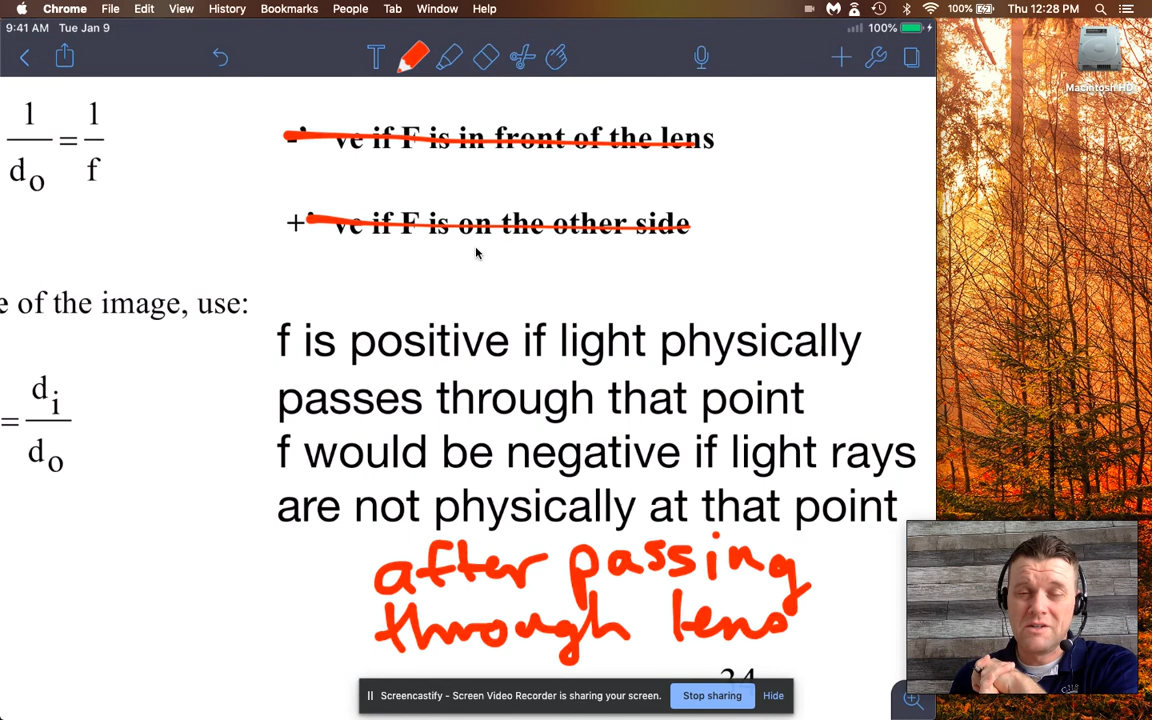 Chrome File Edit View History Bookmarks People Tab Window Help 100% Thu 12:28 PM
9:41 AM Tue Jan 9 100%
T
Macintosh HD
1 1
= 
do f
-' ve if F is in front of the lens
+' ve if F is on the other side
e of the image, use:
f is positive if light physically
passes through that point
f would be negative if light rays
are not physically at that point
di
=
do
after passing
through lens
Screencastify - Screen Video Recorder is sharing your screen. Stop sharing Hide